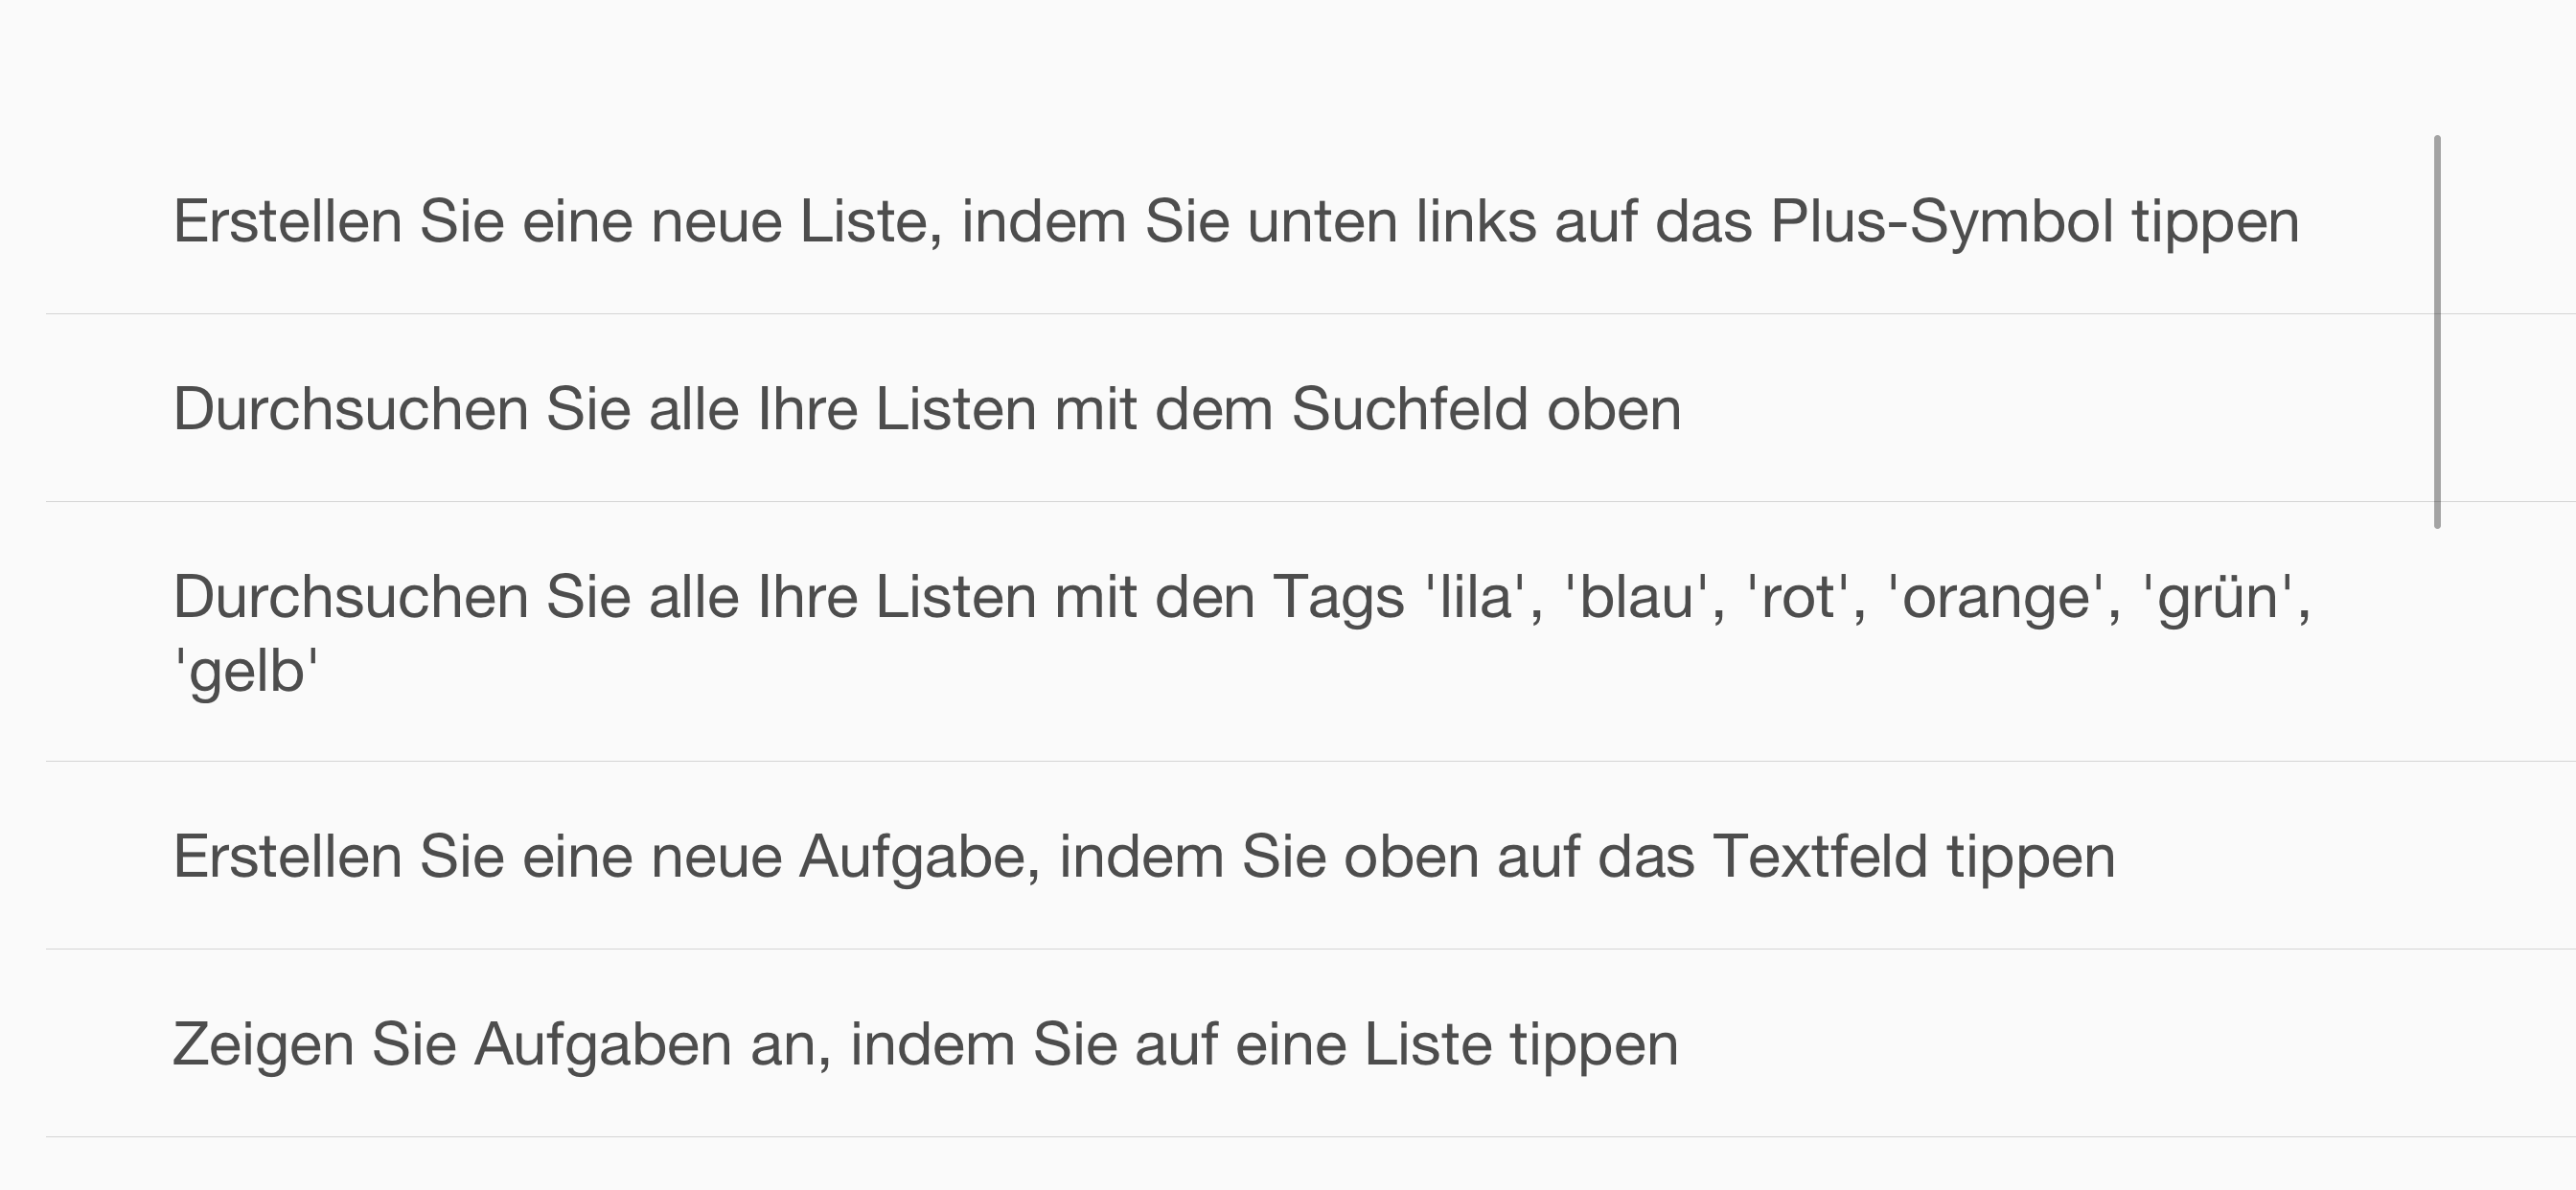 Erstellen Sie eine neue Liste, indem Sie unten links auf das Plus-Symbol tippen
Durchsuchen Sie alle Ihre Listen mit dem Suchfeld oben
Durchsuchen Sie alle Ihre Listen mit den Tags 'lila', 'blau', 'rot', 'orange', 'grün',
'gelb'
Erstellen Sie eine neue Aufgabe, indem Sie oben auf das Textfeld tippen
Zeigen Sie Aufgaben an, indem Sie auf eine Liste tippen